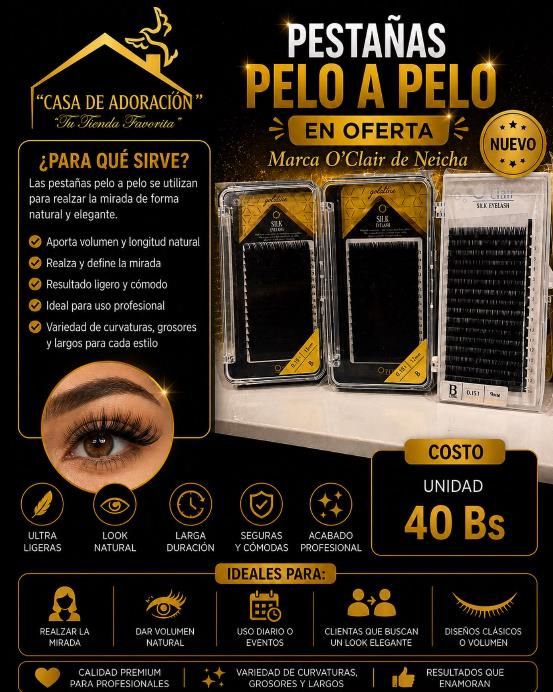 "CASA DE ADORACIÓN"
"Tu Tienda Favorita"
PESTAÑAS
PELO A PELO
EN OFERTA
Marca O'Clair de Neicha
NUEVO
¿PARA QUÉ SIRVE?
Las pestañas pelo a pelo se utilizan
para realzar la mirada de forma
natural y elegante.
Aporta volumen y longitud natural
Realza y define la mirada
Resultado ligero y cómodo
Ideal para uso profesional
Variedad de curvaturas, grosores
y largos para cada estilo
goldline
SILK
EYELASH
goldline
SILK
EYELASH
SILK EYELASH
B
0.15T
9mm
COSTO
UNIDAD
40 Bs
ULTRA
LIGERAS
LOOK
NATURAL
LARGA
DURACIÓN
SEGURAS
Y CÓMODAS
ACABADO
PROFESIONAL
IDEALES PARA:
REALZAR LA
MIRADA
DAR VOLUMEN
NATURAL
USO DIARIO O
EVENTOS
CLIENTAS QUE BUSCAN
UN LOOK ELEGANTE
DISEÑOS CLÁSICOS
O VOLUMEN
CALIDAD PREMIUM
PARA PROFESIONALES
VARIEDAD DE CURVATURAS,
GROSORES Y LARGOS
RESULTADOS QUE
ENAMORAN